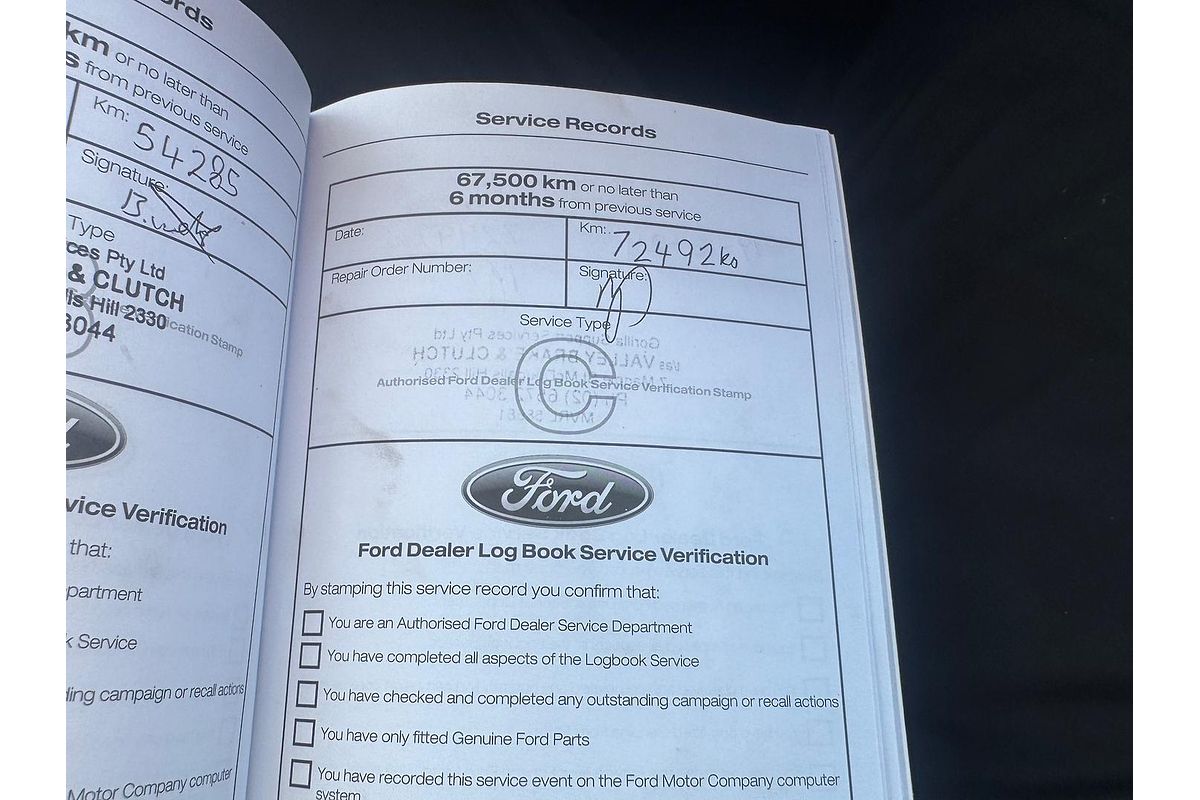 rds
km or no later than
s from previous service
Km: 54285
Signature:
Type
ces Pty Ltd
& CLUTCH
ls Hill 2330
ication Stamp
3044
vice Verification
that:
partment
k Service
ding campaign or recall actions
Motor Company computer
Service Records
67,500 km or no later than
6 months from previous service
Date:
Km: 72492
Repair Order Number:
Signature:
Service Type
C
Authorised Ford Dealer Log Book Service Verification Stamp
Ford
Ford Dealer Log Book Service Verification
By stamping this service record you confirm that:
You are an Authorised Ford Dealer Service Department
You have completed all aspects of the Logbook Service
You have checked and completed any outstanding campaign or recall actions
You have only fitted Genuine Ford Parts
You have recorded this service event on the Ford Motor Company computer
system